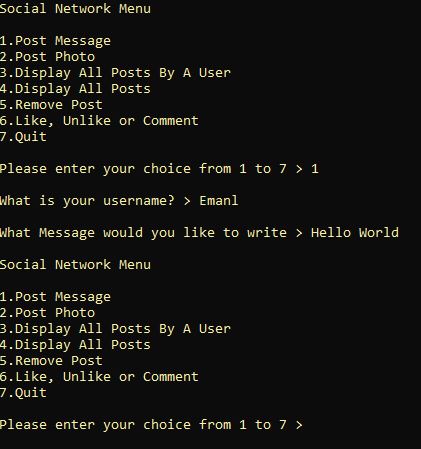 Social Network Menu
1.Post Message
2.Post Photo
3.Display All Posts By A User
4.Display All Posts
5.Remove Post
6.Like, Unlike or Comment
7.Quit
Please enter your choice from 1 to 7 > 1
What is your username? > Emanl
What Message would you like to write > Hello World
Social Network Menu
1.Post Message
2.Post Photo
3.Display All Posts By A User
4.Display All Posts
5.Remove Post
6.Like, Unlike or Comment
7.Quit
Please enter your choice from 1 to 7 >